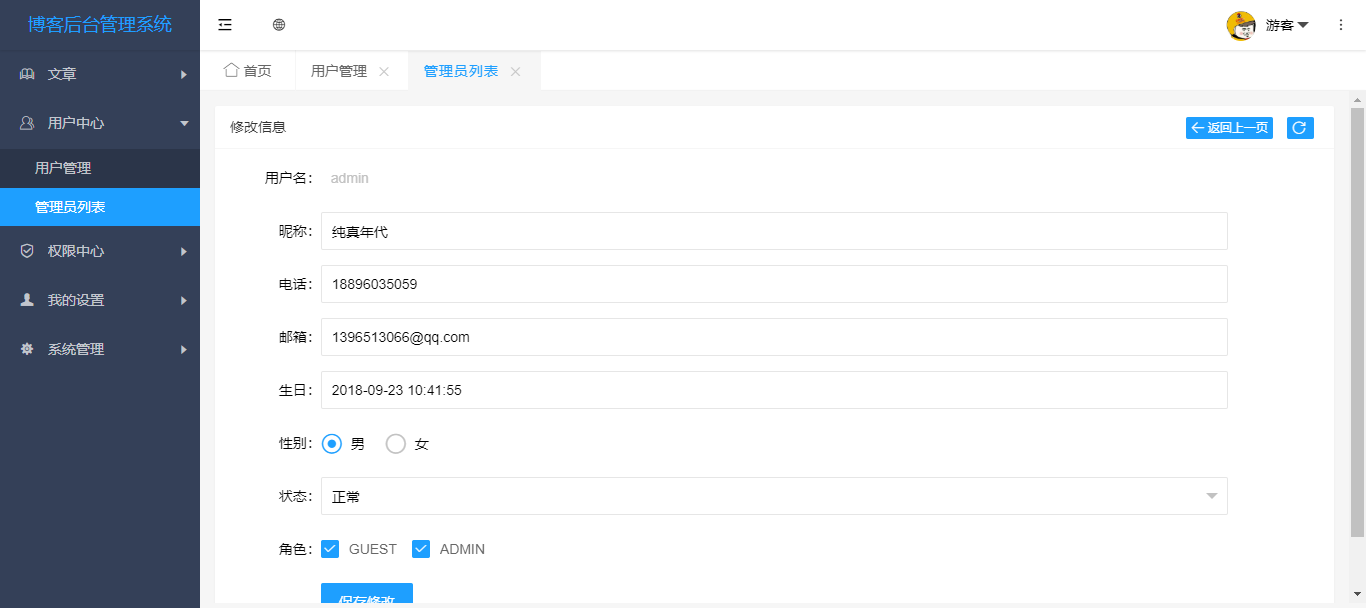 博客后台管理系统
游客
文章
用户中心
用户管理
管理员列表
权限中心
我的设置
系统管理
首页
用户管理
管理员列表
修改信息
返回上一页
用户名： admin
昵称： 纯真年代
电话： 18896035059
邮箱： 1396513066@qq.com
生日： 2018-09-23 10:41:55
性别： 男 女
状态： 正常
角色： GUEST ADMIN
保存修改